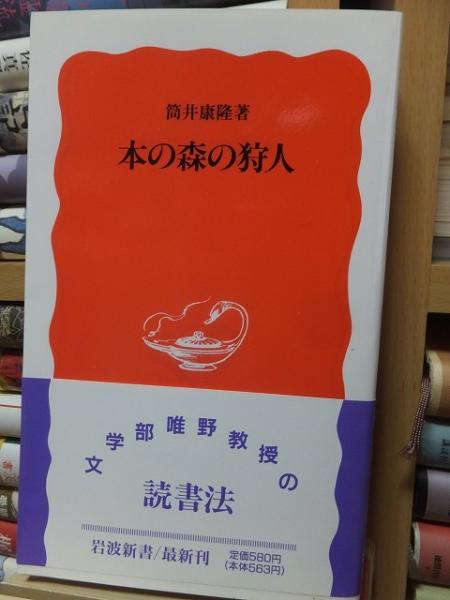 筒井康隆著
本の森の狩人
文学部唯野教授の
読書法
岩波新書/最新刊
定価580円
(本体563円)